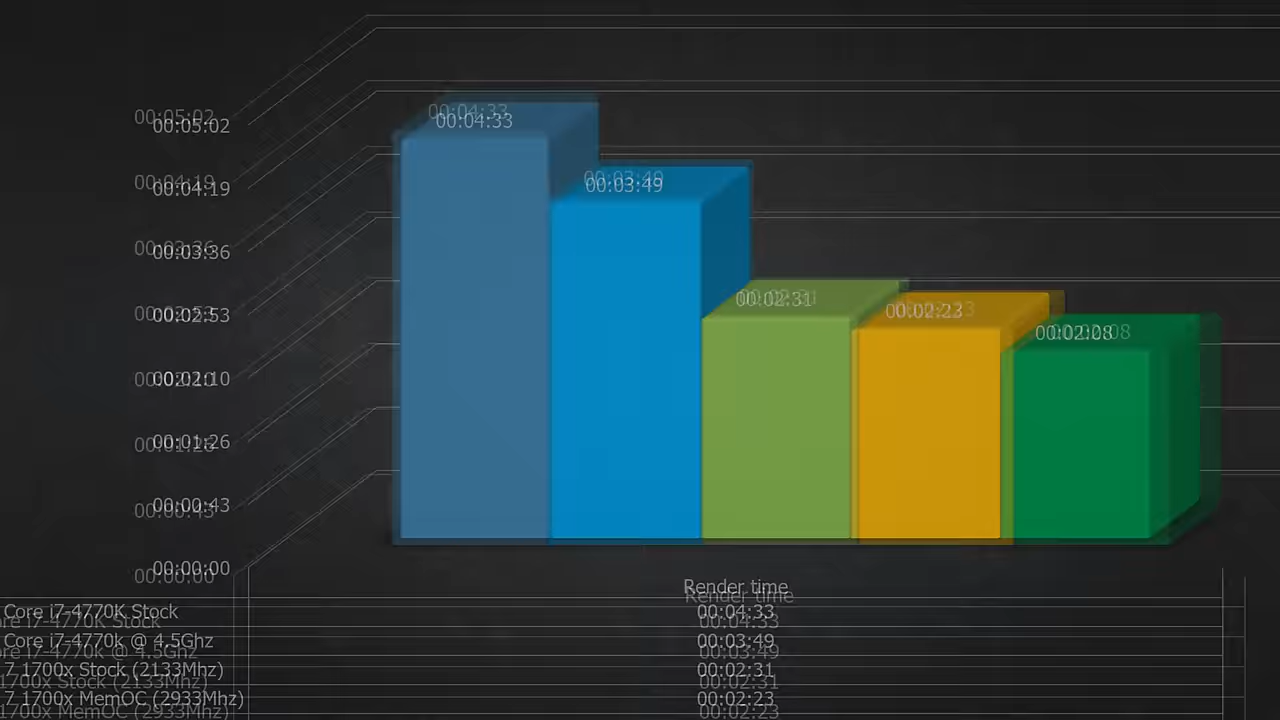 00:04:33
00:05:02
00:03:49
00:04:19
00:03:36
00:02:31
00:02:53
00:02:23
00:02:08
00:02:10
00:01:26
00:00:43
00:00:00
Render time
Core i7-4770K Stock 00:04:33
Core i7-4770k @ 4.5Ghz 00:03:49
7 1700x Stock (2133Mhz) 00:02:31
7 1700x MemOC (2933Mhz) 00:02:23